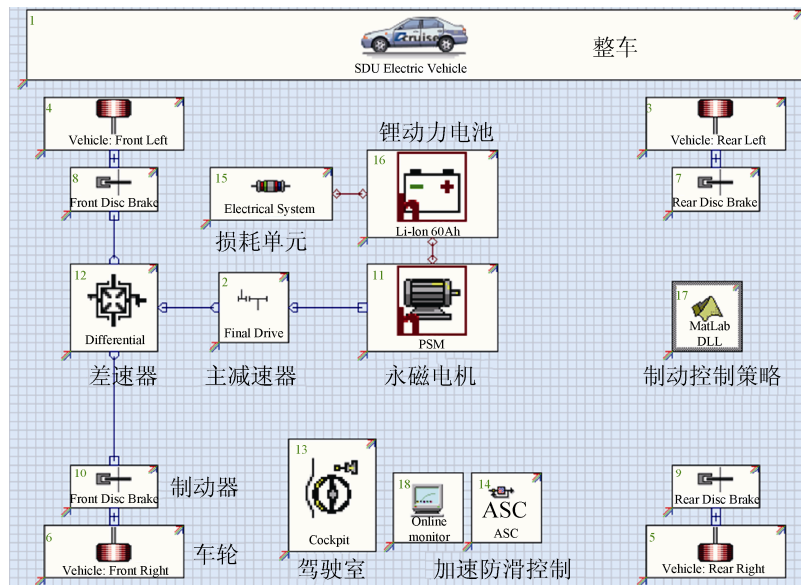 1
Cruise
整车
SDU Electric Vehicle
4
Vehicle: Front Left
锂动力电池
3
Vehicle: Rear Left
8
Front Disc Brake
15
Electrical System
损耗单元
16
Li-Ion 60Ah
7
Rear Disc Brake
12
Differential
差速器
2
Final Drive
主减速器
11
PSM
永磁电机
17
MatLab
DLL
制动控制策略
10
Front Disc Brake
制动器
13
Cockpit
驾驶室
18
Online
monitor
14
ASC
ASC
加速防滑控制
9
Rear Disc Brake
6
Vehicle: Front Right
车轮
5
Vehicle: Rear Right